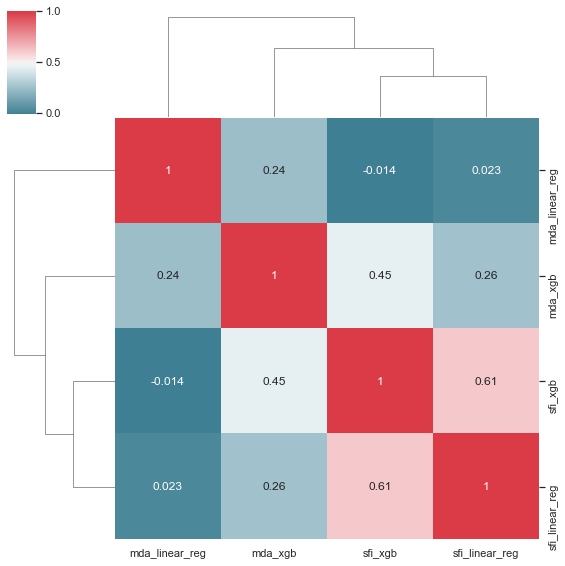 1.0
0.5
0.0
1 0.24 -0.014 0.023
mda_linear_reg
0.24 1 0.45 0.26
mda_xgb
-0.014 0.45 1 0.61
sfi_xgb
0.023 0.26 0.61 1
sfi_linear_reg
mda_linear_reg mda_xgb sfi_xgb sfi_linear_reg